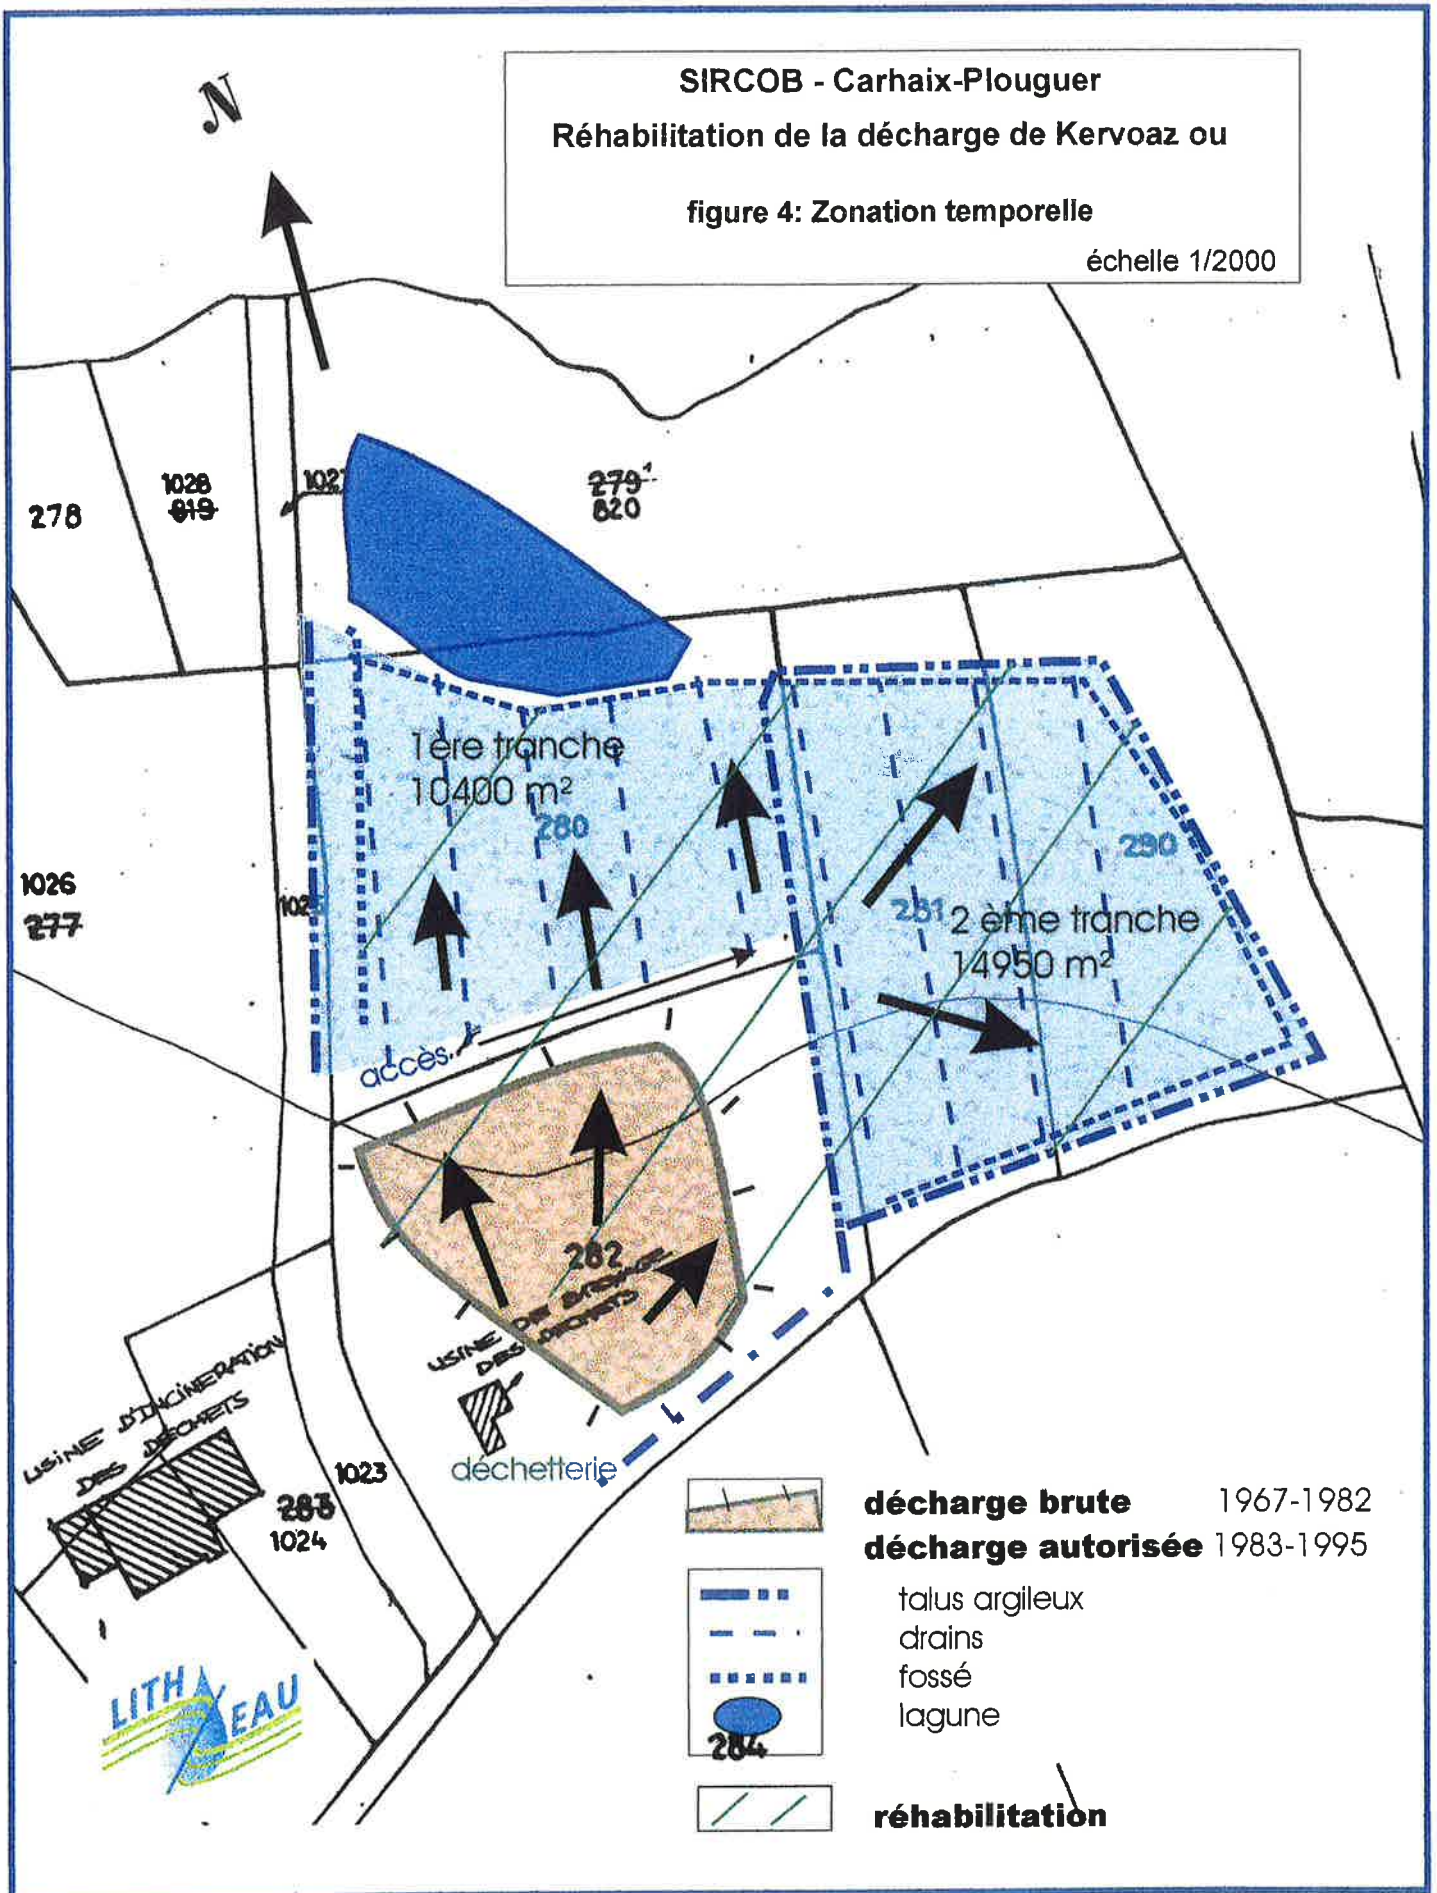 SIRCOB - Carhaix-Plouguer
Réhabilitation de la décharge de Kervoaz ou
figure 4: Zonation temporelle
échelle 1/2000
N
278
1028
819
279¹
820
1ère tranche
10400 m²
280
290
281
2 ème tranche
14950 m²
1026
277
accès
282
USINE DE BROYAGE
DES DECHETS
USINE D'INCINERATION
DES DECHETS
déchetterie
1023
283
1024
décharge brute 1967-1982
décharge autorisée 1983-1995
talus argileux
drains
fossé
lagune
284
réhabilitation
LITH EAU